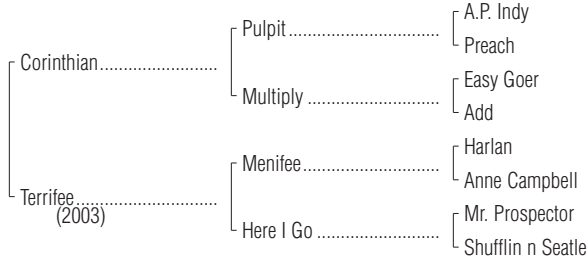 A.P. Indy
Pulpit
Preach
Corinthian
Easy Goer
Multiply
Add
Harlan
Menifee
Anne Campbell
Terrifee
(2003)
Mr. Prospector
Here I Go
Shufflin n Seatle